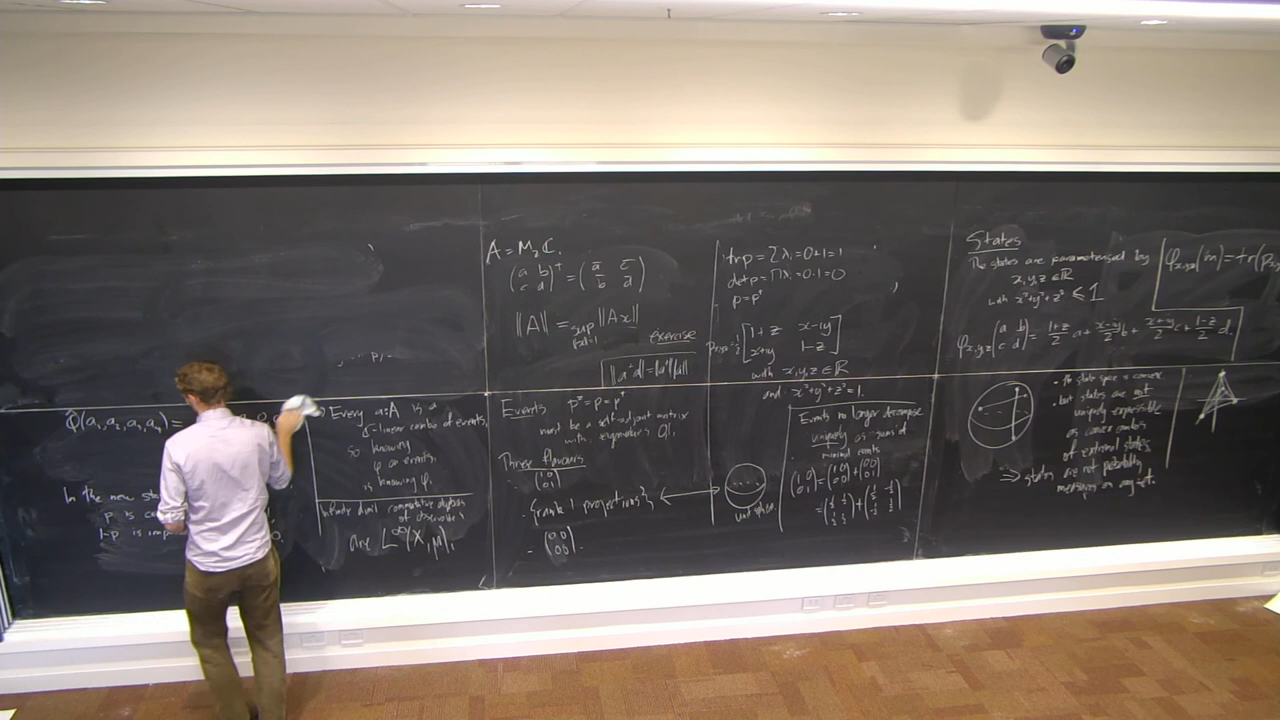 Q̂(a₁,a₂,a₃,a₄) =
In the new
p is
1-p is
Every a:A is a
σ-linear combo of events,
so knowing
φ on events,
is knowing φ.
commutative algebras
of observables
are L^∞(X,μ).
A = M₂ℂ.
(a b; c d)^† = (a̅ c̅; b̅ d̅)
‖A‖ = sup ‖Ax‖
exercise
Events p² = p = p^†
must be a self-adjoint matrix
with eigenvalues 0,1.
Three flavours
(1 0; 0 1)
{rank 1 projections} ⟷
- (0 0; 0 0).
unit sphere.
tr p = Σλᵢ = 0+1 = 1
det p = Πλᵢ = 0·1 = 0
p = p^†
p_{x,y,z} = ½ [1+z x-iy; x+iy 1-z]
with x,y,z ∈ ℝ
and x²+y²+z²=1.
Events no longer decompose
uniquely as sums of
minimal events
(1 0; 0 1) = (1 0; 0 0) + (0 0; 0 1)
= (½ ½; ½ ½) + (½ -½; -½ ½)
States
The states are parameterised by
x,y,z ∈ ℝ
with x²+y²+z² ⩽ 1
φ_{x,y,z}(m) = tr(p_{x,y,z}
φ_{x,y,z}(a b; c d) = (1+z)/2 a + (x-iy)/2 b + (x+iy)/2 c + (1-z)/2 d.
• The state space is convex
• but states are not
uniquely expressible
as convex combos
of extremal states
⇒ states are not probability
measures on any set.